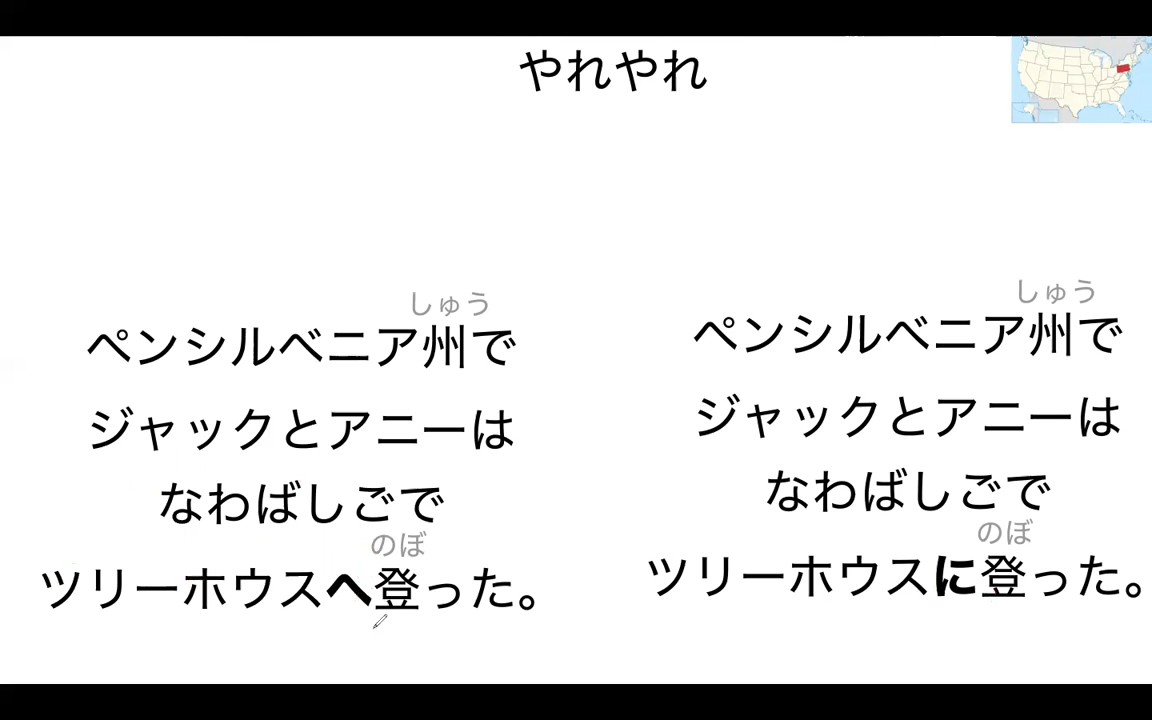 やれやれ
しゅう
ペンシルベニア州で
ジャックとアニーは
なわばしごで
のぼ
ツリーホウスへ登った。
しゅう
ペンシルベニア州で
ジャックとアニーは
なわばしごで
のぼ
ツリーホウスに登った。